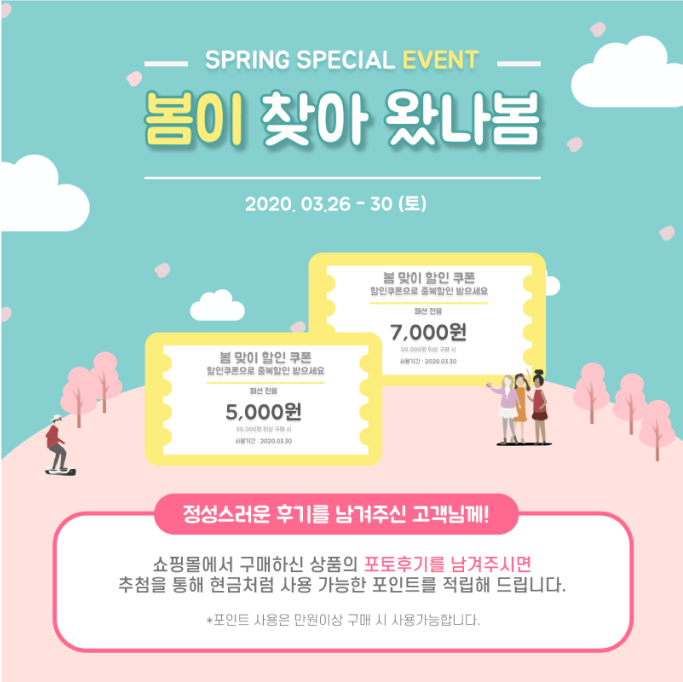 SPRING SPECIAL EVENT
봄이 찾아 왔나봄
2020. 03.26 - 30 (토)
봄 맞이 할인 쿠폰
할인쿠폰으로 중복할인 받으세요
패션 전용
7,000원
50,000원 이상 구매 시
사용기간 : 2020.03.30
봄 맞이 할인 쿠폰
할인쿠폰으로 중복할인 받으세요
패션 전용
5,000원
30,000원 이상 구매 시
사용기간 : 2020.03.30
정성스러운 후기를 남겨주신 고객님께!
쇼핑몰에서 구매하신 상품의 포토후기를 남겨주시면
추첨을 통해 현금처럼 사용 가능한 포인트를 적립해 드립니다.
*포인트 사용은 만원이상 구매 시 사용가능합니다.